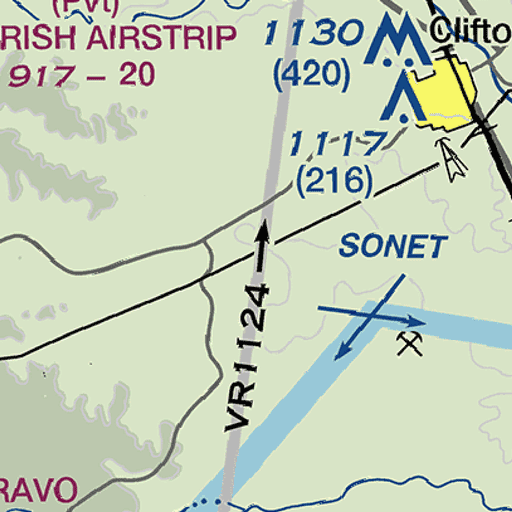 (Pvt)
RISH AIRSTRIP
917 – 20
1130
(420)
Clifto
1117
(216)
SONET
VR1124
RAVO